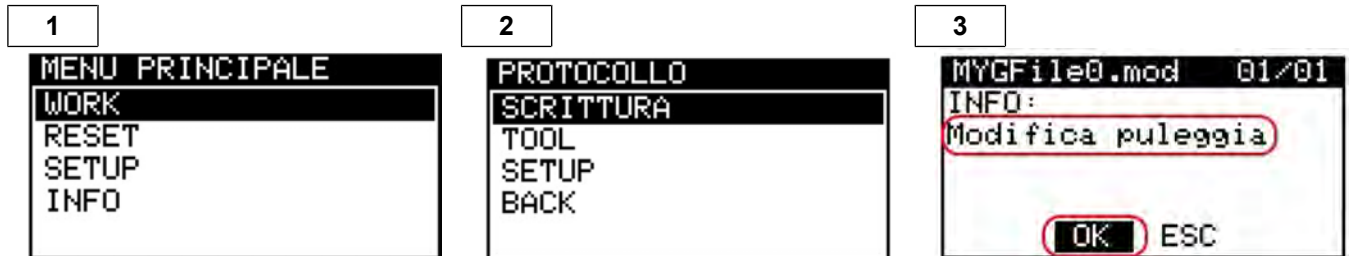 1
MENU PRINCIPALE
WORK
RESET
SETUP
INFO
2
PROTOCOLLO
SCRITTURA
TOOL
SETUP
BACK
3
MYGFile0.mod 01/01
INFO:
Modifica puleggia
OK ESC